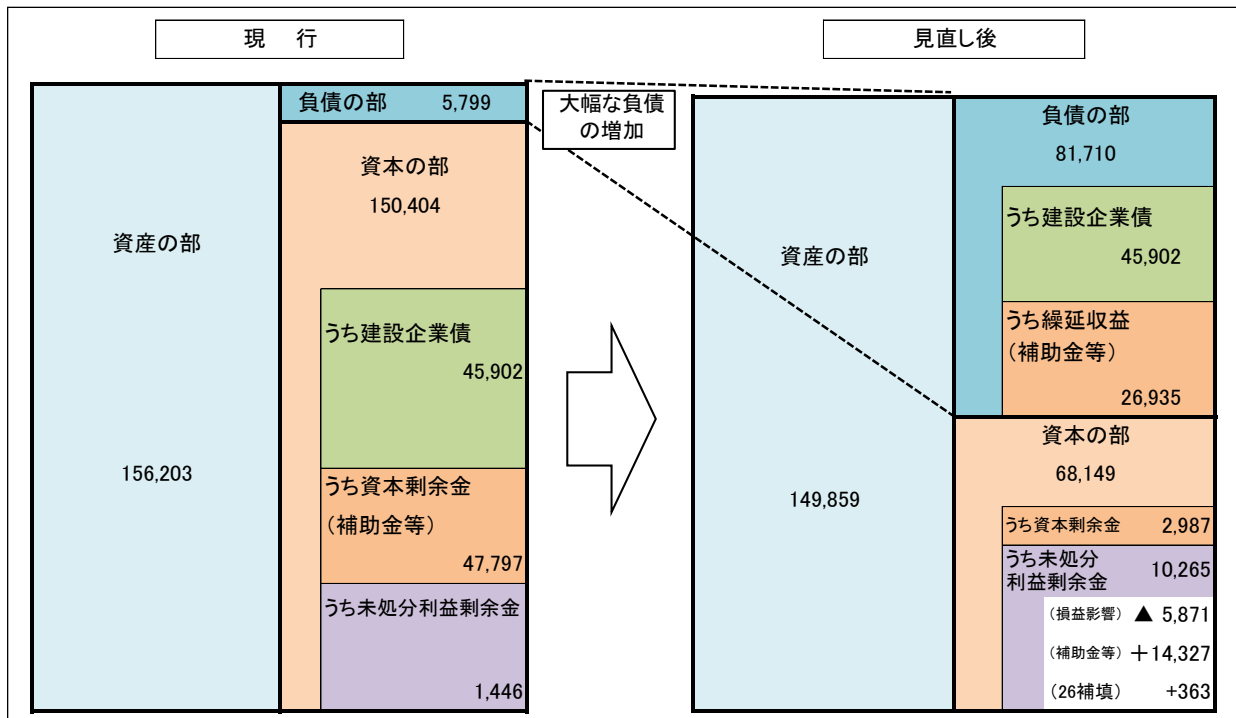 現 行
負債の部 5,799
資本の部
150,404
資産の部
156,203
うち建設企業債
45,902
うち資本剰余金
(補助金等)
47,797
うち未処分利益剰余金
1,446
大幅な負債
の増加
見直し後
資産の部
149,859
負債の部
81,710
うち建設企業債
45,902
うち繰延収益
(補助金等)
26,935
資本の部
68,149
うち資本剰余金 2,987
うち未処分
利益剰余金 10,265
(損益影響) ▲ 5,871
(補助金等) +14,327
(26補填) +363